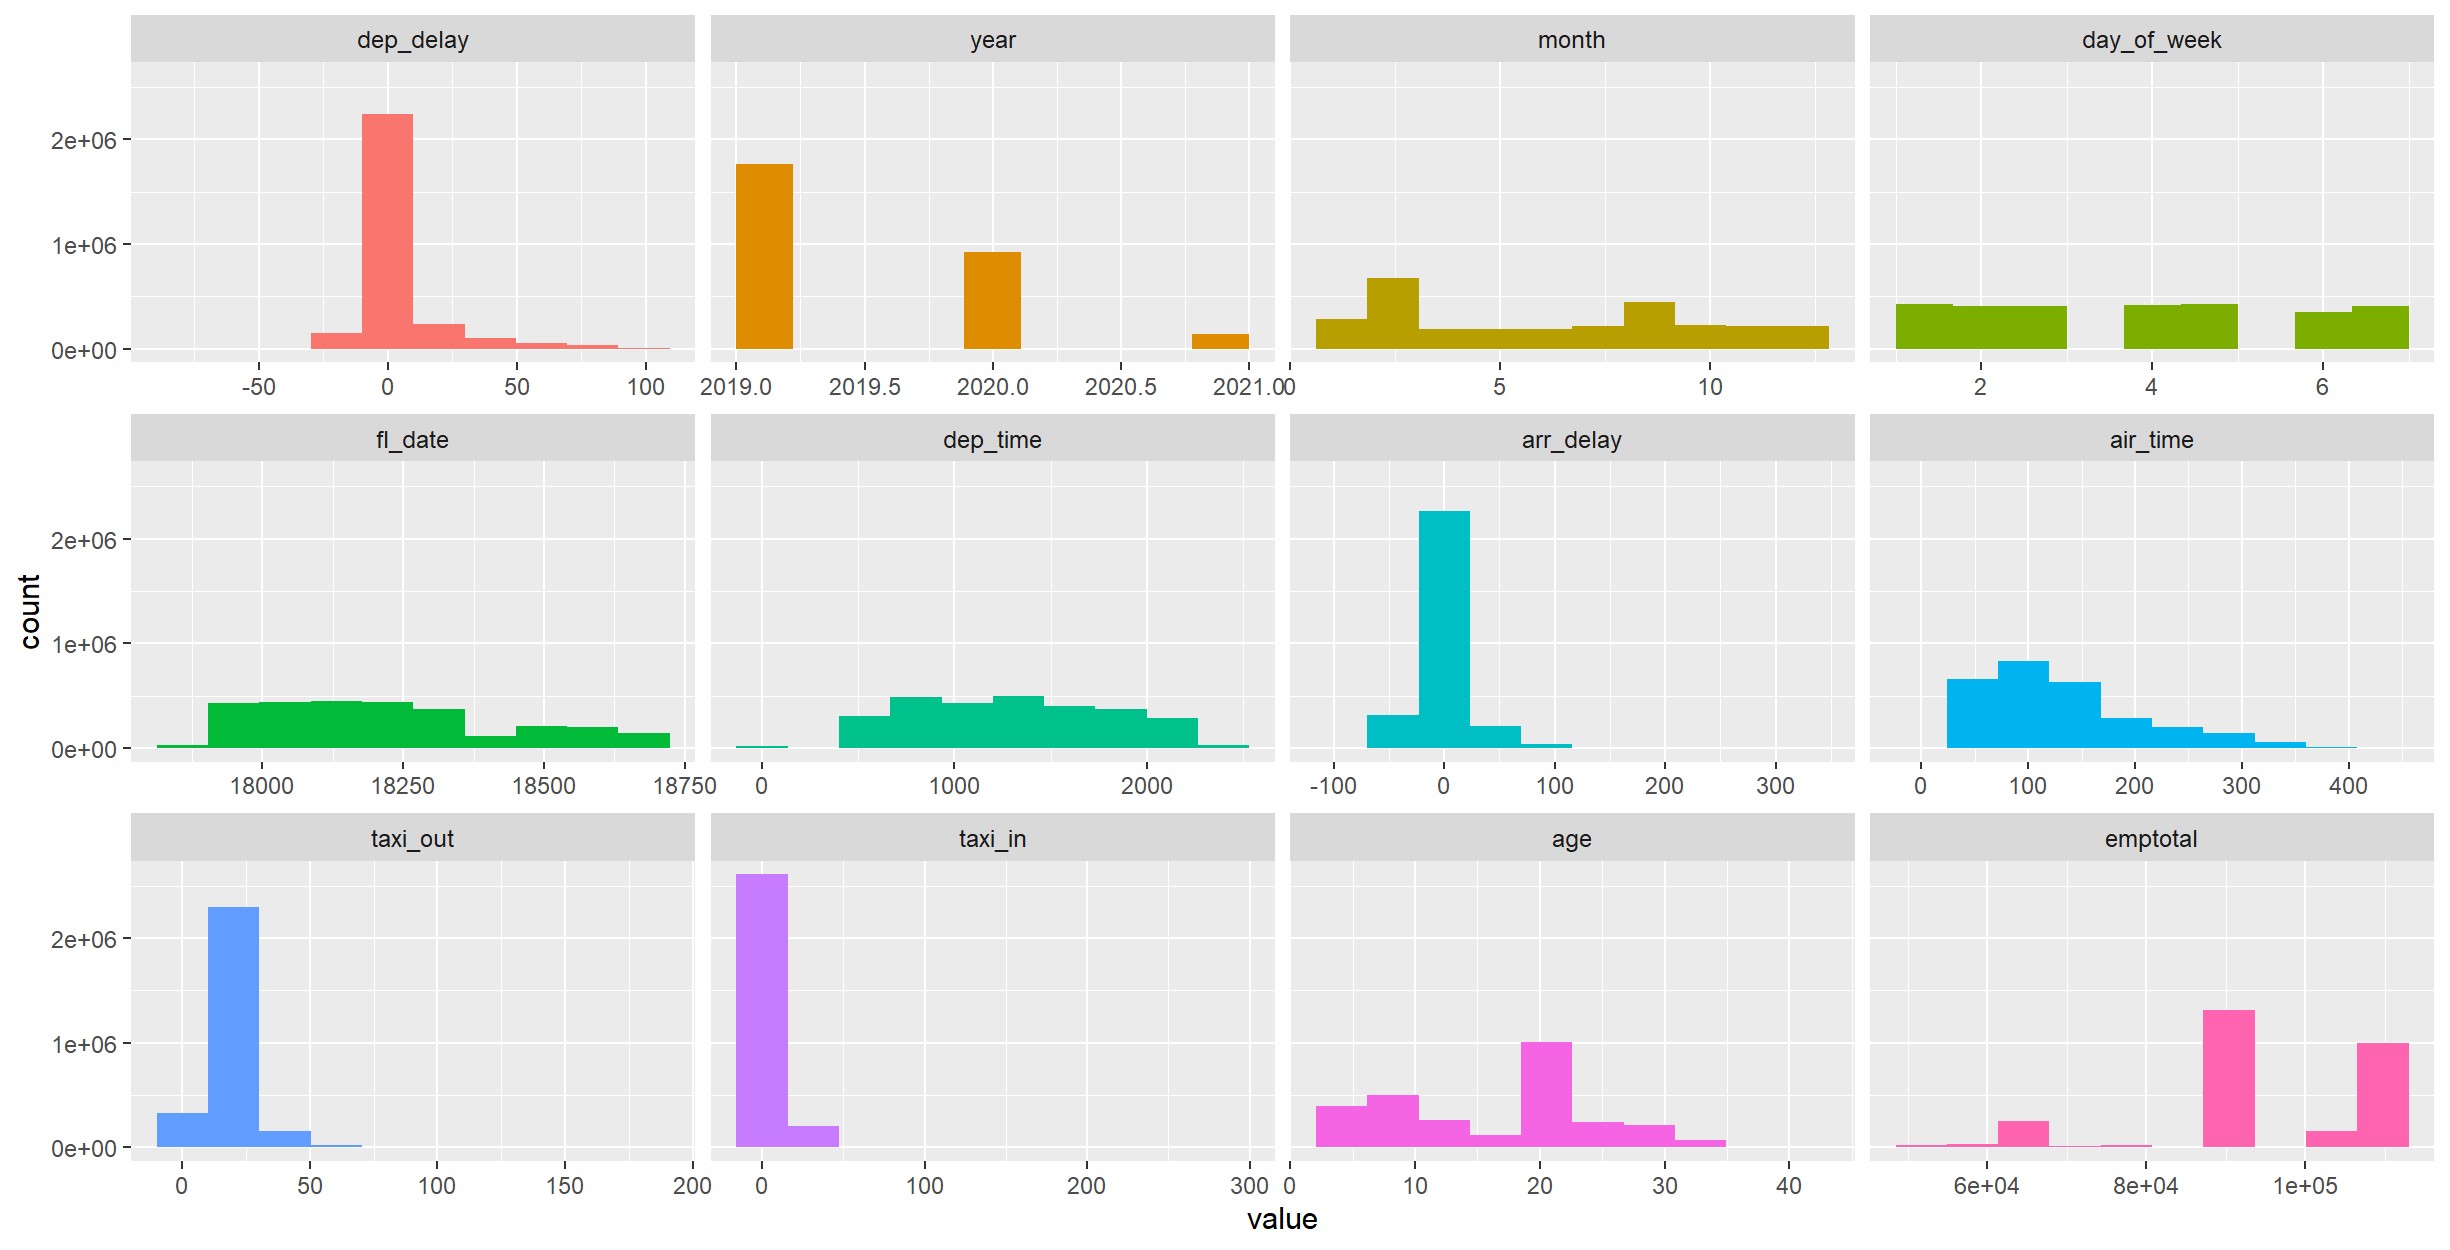 dep_delay year month day_of_week
2e+06
1e+06
0e+00
-50 0 50 100 2019.0 2019.5 2020.0 2020.5 2021.0 0 5 10 2 4 6
fl_date dep_time arr_delay air_time
2e+06
1e+06
0e+00
18000 18250 18500 18750 0 1000 2000 -100 0 100 200 300 0 100 200 300 400
count
taxi_out taxi_in age emptotal
2e+06
1e+06
0e+00
0 50 100 150 200 0 100 200 300 0 10 20 30 40 6e+04 8e+04 1e+05
value